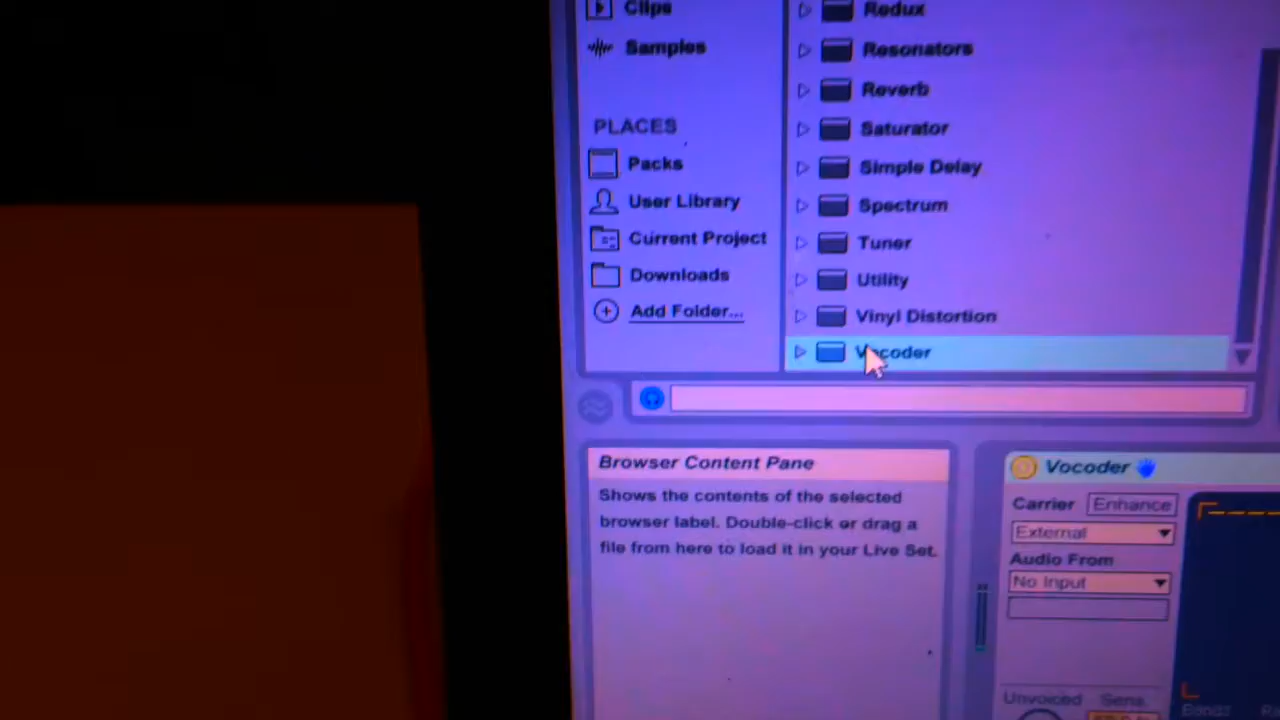 Clips
Samples
PLACES
Packs
User Library
Current Project
Downloads
Add Folder...
Redux
Resonators
Reverb
Saturator
Simple Delay
Spectrum
Tuner
Utility
Vinyl Distortion
Vocoder
Browser Content Pane
Shows the contents of the selected
browser label. Double-click or drag a
file from here to load it in your Live Set.
Vocoder
Carrier Enhance
External
Audio From
No Input
Unvoiced Sens.
Bands